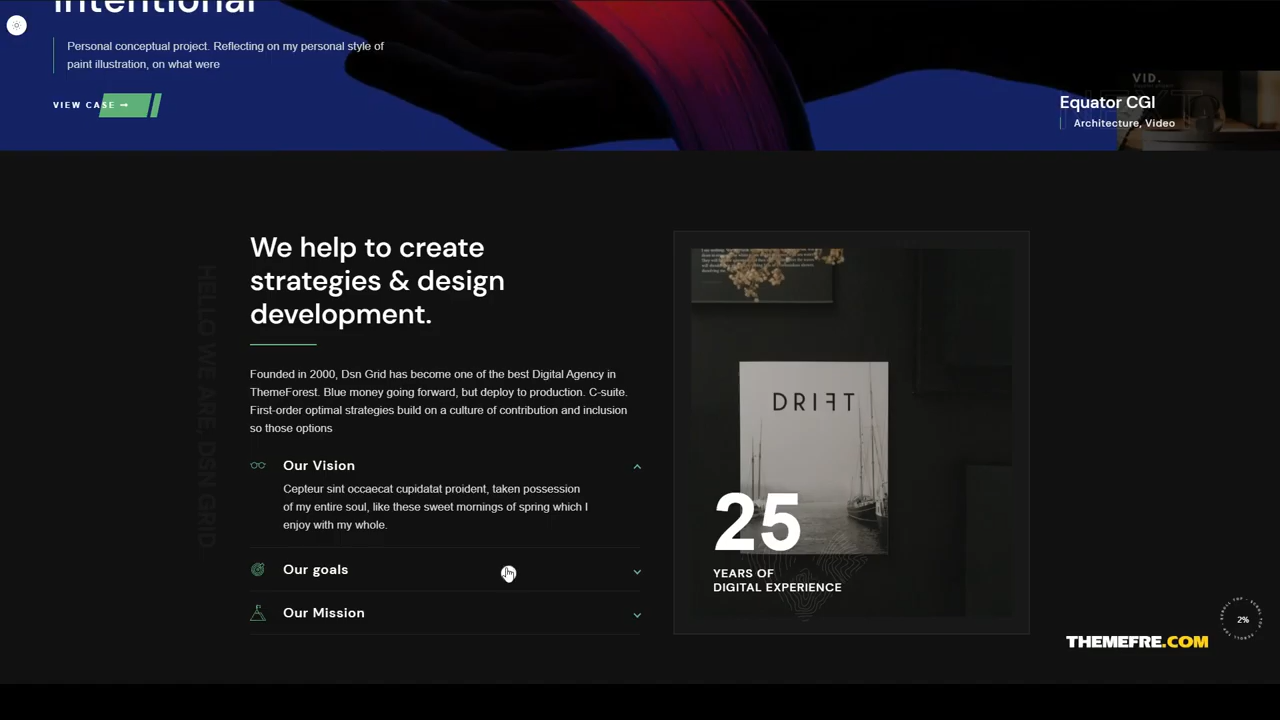 intentional
Personal conceptual project. Reflecting on my personal style of
paint illustration, on what were
VIEW CASE ➞
VID.
Equator CGI
Architecture, Video
HELLO WE ARE, DSN GRID
We help to create
strategies & design
development.
Founded in 2000, Dsn Grid has become one of the best Digital Agency in
ThemeForest. Blue money going forward, but deploy to production. C-suite.
First-order optimal strategies build on a culture of contribution and inclusion
so those options
Our Vision
Cepteur sint occaecat cupidatat proident, taken possession
of my entire soul, like these sweet mornings of spring which I
enjoy with my whole.
Our goals
Our Mission
DRIFT
25
YEARS OF
DIGITAL EXPERIENCE
2%
THEMEFRE.COM